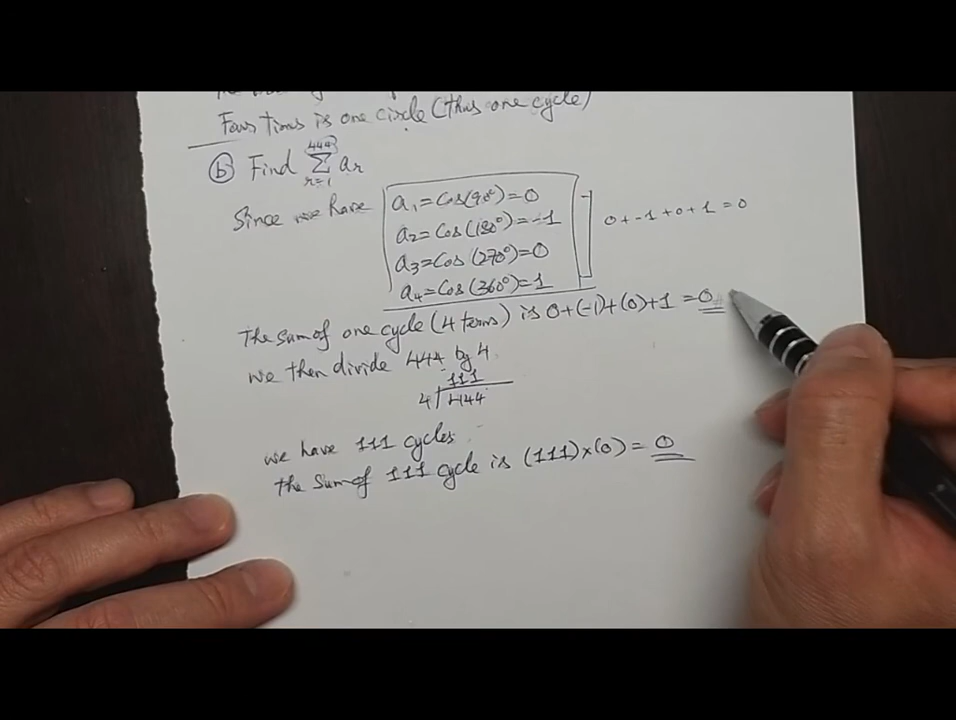 Four times is one circle (thus one cycle)
ⓑ Find 444 Σ r=1 ar
Since we have
a1 = Cos(90°) = 0
a2 = Cos(180°) = -1
a3 = Cos(270°) = 0
a4 = Cos(360°) = 1
0 + -1 + 0 + 1 = 0
The sum of one cycle (4 terms) is 0+(-1)+(0)+1 = 0
we then divide 444 by 4.
111
4 444
we have 111 cycles.
the sum of 111 cycle is (111)×(0) = 0